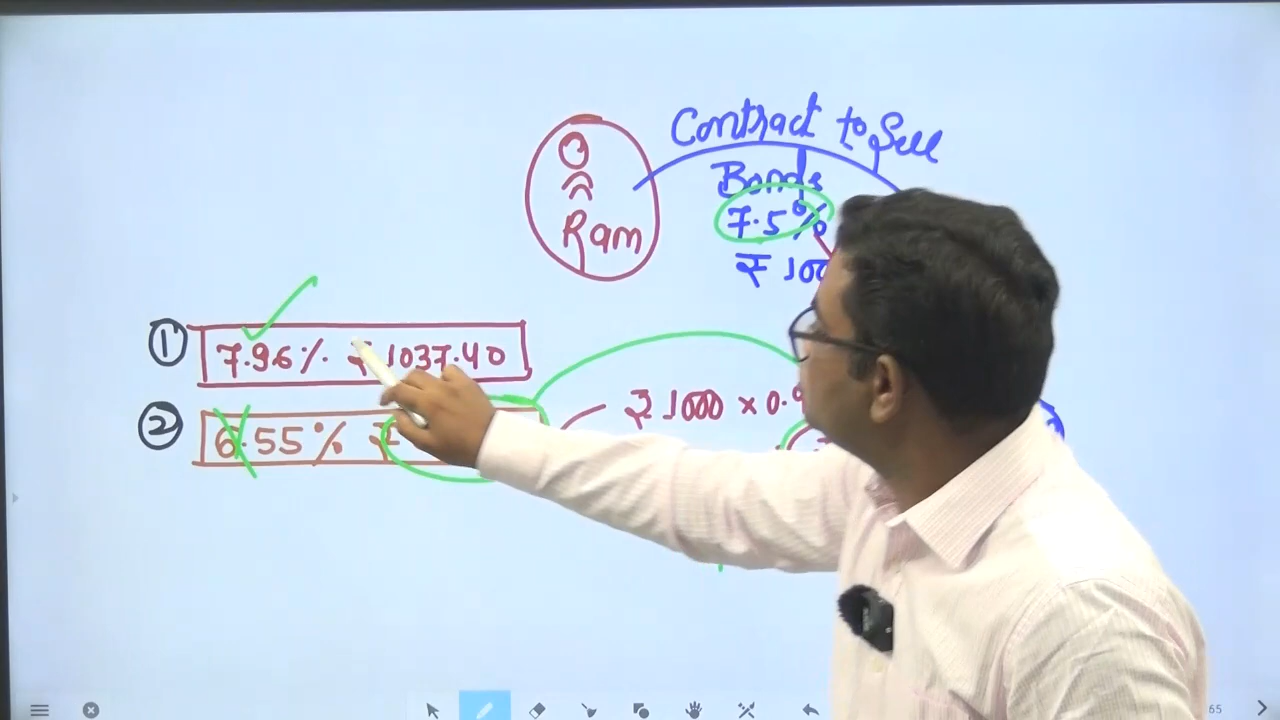 Contract to Sell
Bonds
7.5%
₹ 100
Ram
① 7.96% ₹ 1037.40
₹ 1000 × 0.9
② 6.55% ₹
65